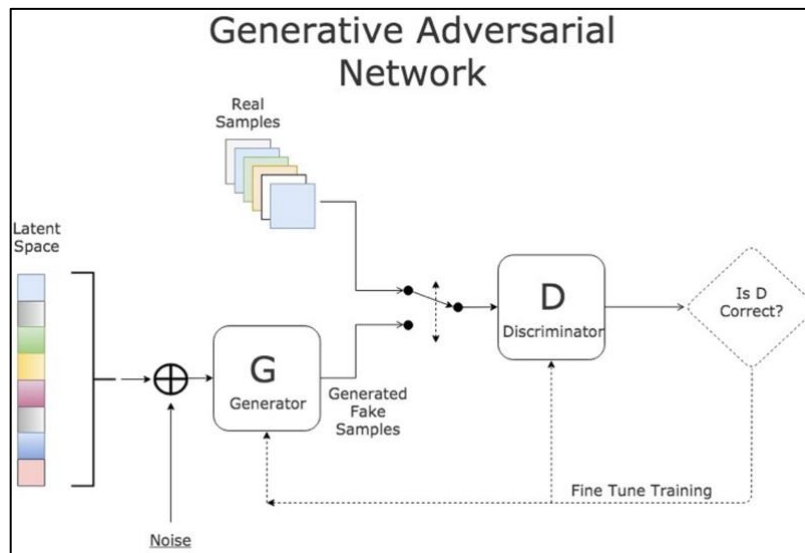 Generative Adversarial
Network
Real
Samples
Latent
Space
D
Discriminator
Is D
Correct?
G
Generator
Generated
Fake
Samples
Fine Tune Training
Noise